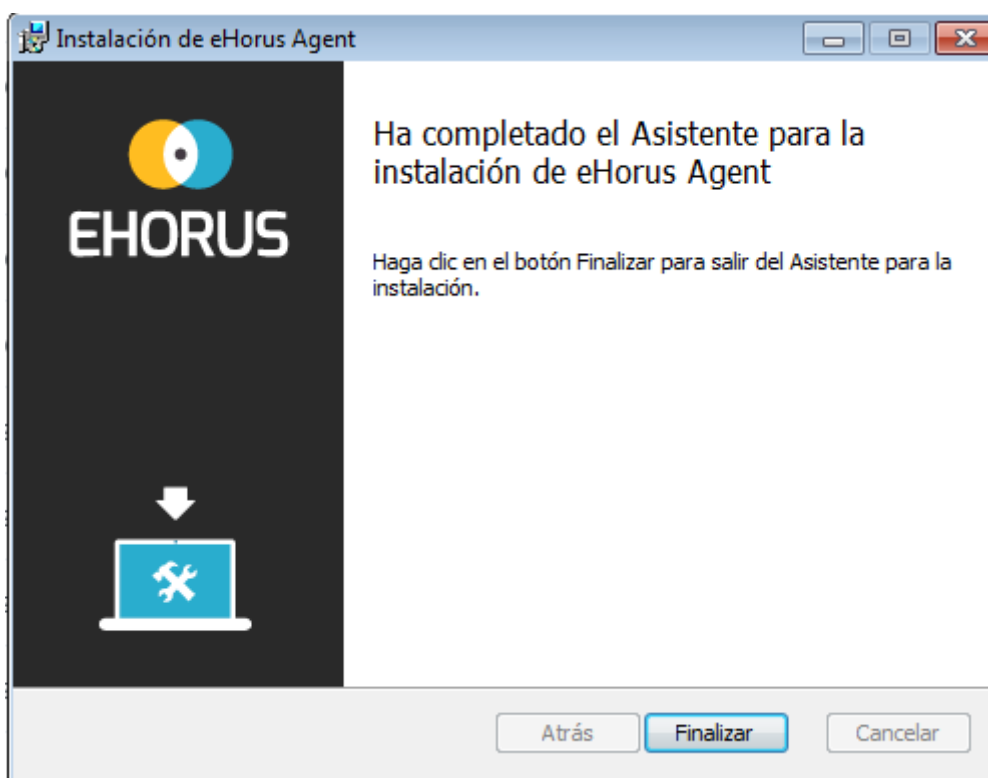 Instalación de eHorus Agent
EHORUS
Ha completado el Asistente para la
instalación de eHorus Agent
Haga clic en el botón Finalizar para salir del Asistente para la
instalación.
Atrás
Finalizar
Cancelar